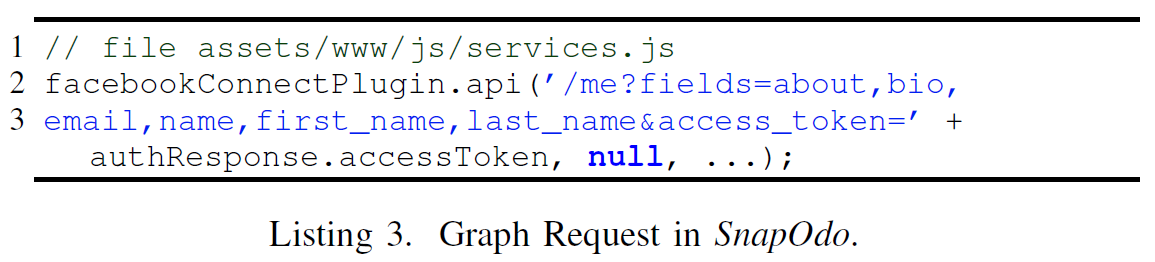 1 // file assets/www/js/services.js
2 facebookConnectPlugin.api('/me?fields=about,bio,
3 email,name,first_name,last_name&access_token=' +
authResponse.accessToken, null, ...);
Listing 3. Graph Request in SnapOdo.